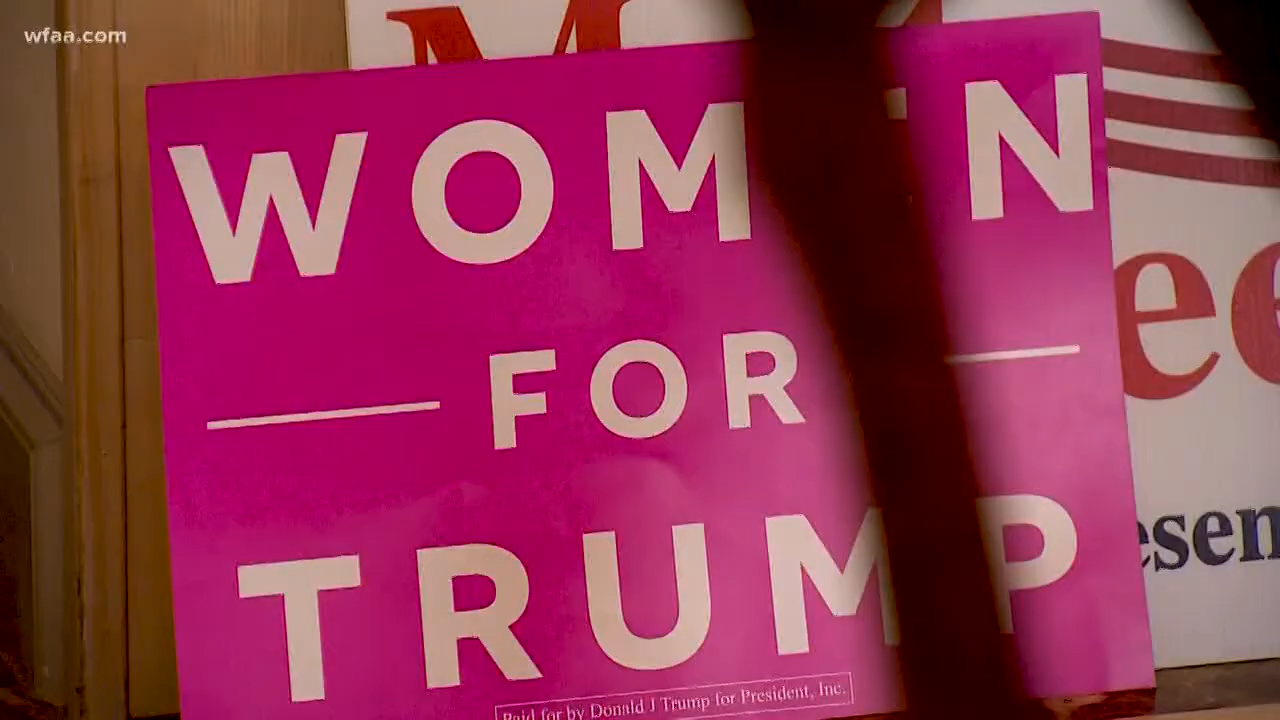 wfaa.com
M
WOM N
FOR
TRUMP
Paid for by Donald J Trump for President, Inc.
ee
esen